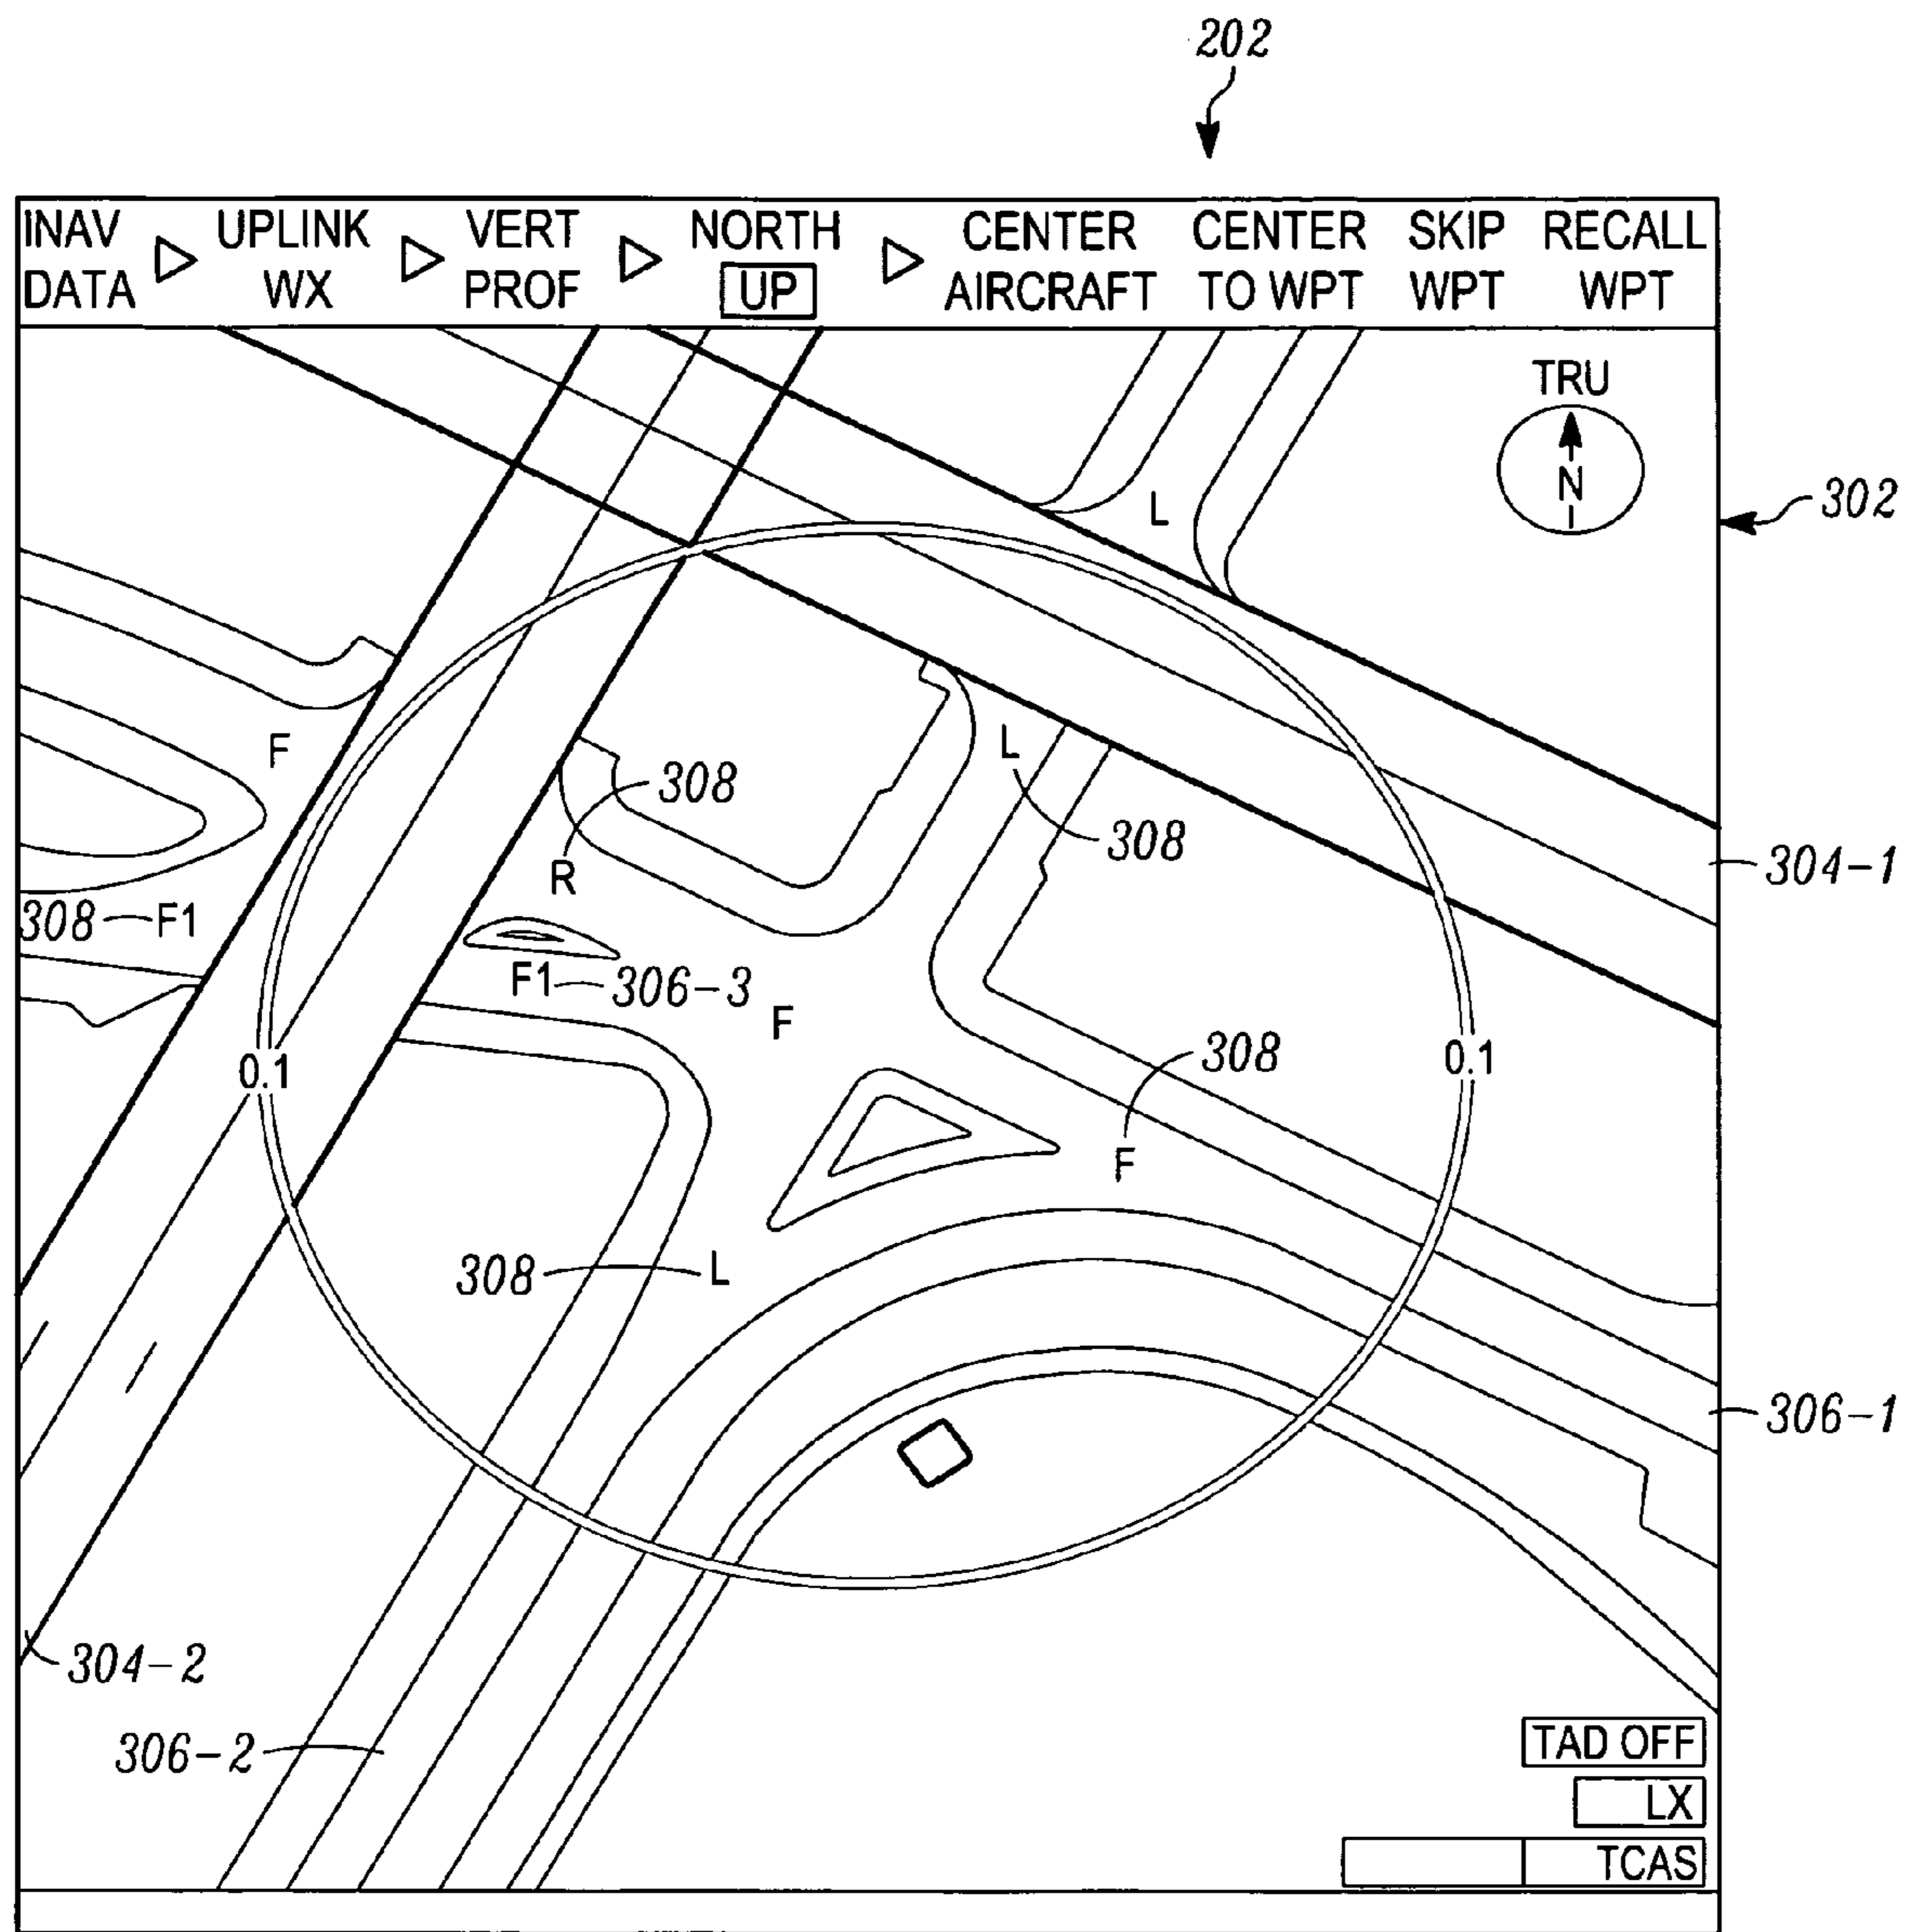 202
INAV DATA
UPLINK WX
VERT PROF
NORTH UP
CENTER AIRCRAFT
CENTER TO WPT
SKIP WPT
RECALL WPT
TRU
N
302
L
F
L
308
308
R
304-1
308
F1
F1
306-3
F
308
0.1
0.1
F
308
L
306-1
304-2
306-2
TAD OFF
LX
TCAS